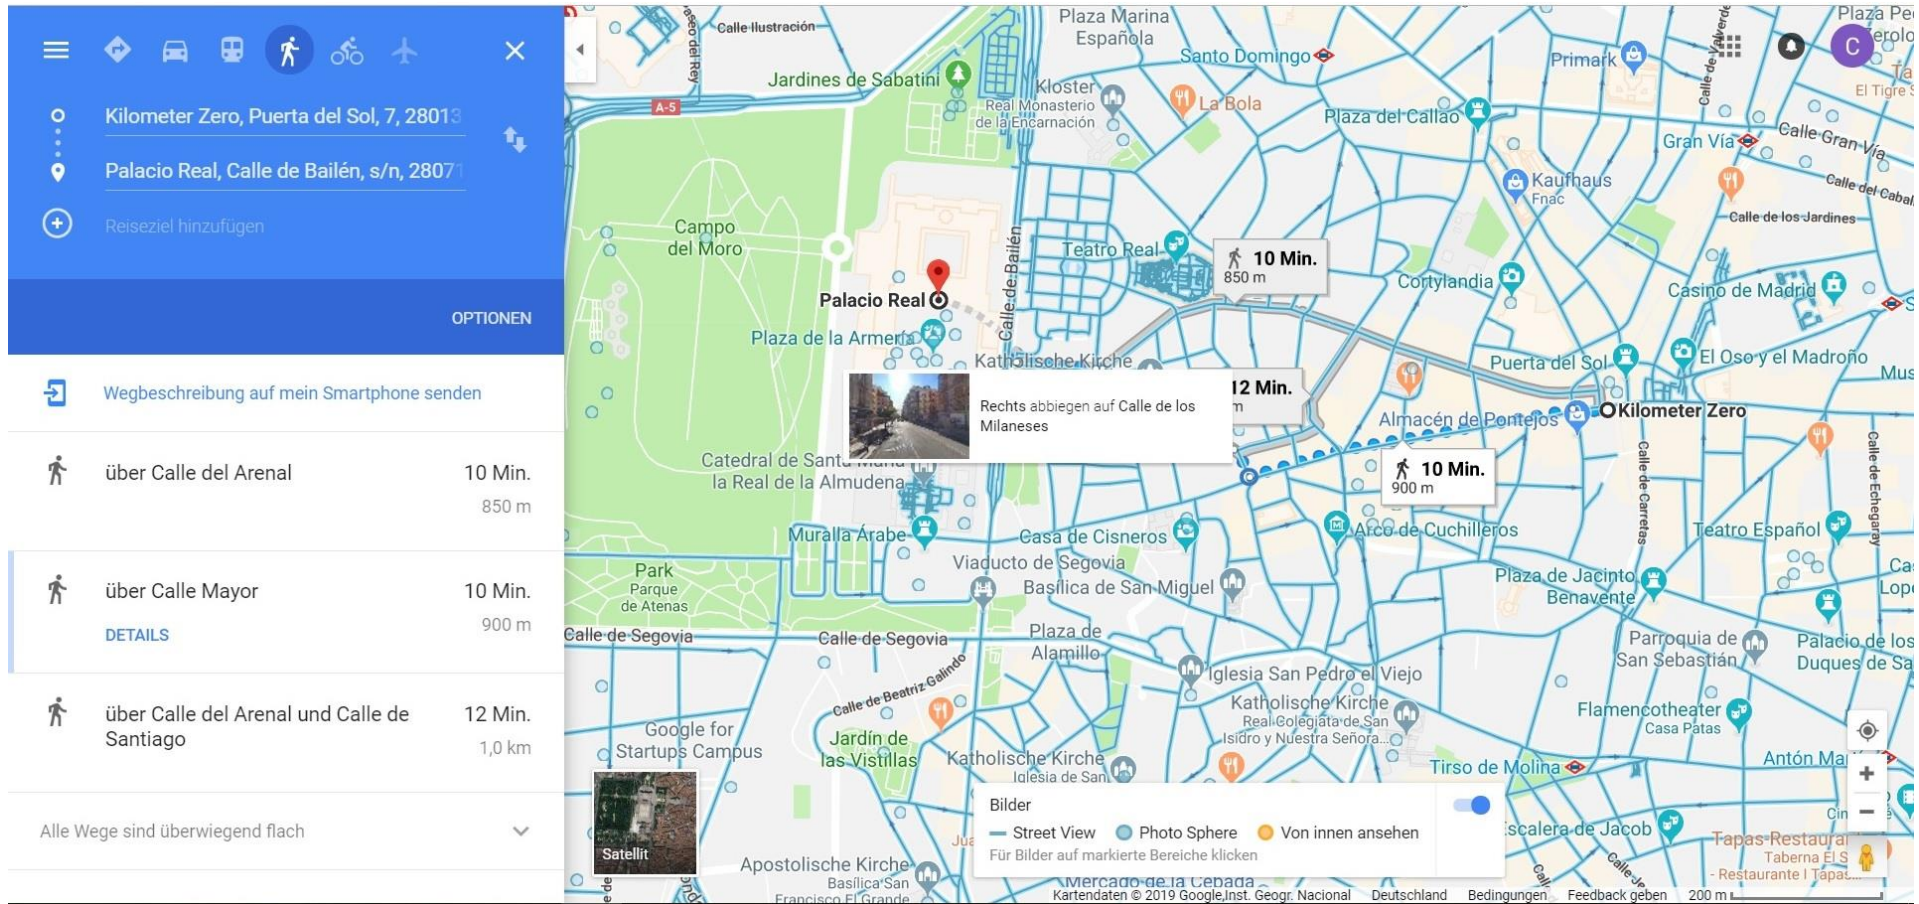 Kilometer Zero, Puerta del Sol, 7, 28013
Palacio Real, Calle de Bailén, s/n, 28071
Reiseziel hinzufügen
OPTIONEN
Wegbeschreibung auf mein Smartphone senden
über Calle del Arenal
10 Min.
850 m
über Calle Mayor
10 Min.
900 m
DETAILS
über Calle del Arenal und Calle de
Santiago
12 Min.
1,0 km
Alle Wege sind überwiegend flach
Satellit
Calle Ilustración
Plaza Marina
Española
Santo Domingo
Primark
C
El Tigre
Jardines de Sabatini
A-5
Kloster
Real Monasterio
de la Encarnación
La Bola
Plaza del Callao
Gran Vía
Calle Gran Vía
Calle de Valverde
Kaufhaus
Fnac
Calle de los Jardines
Campo
del Moro
Calle de Bailén
Teatro Real
10 Min.
850 m
Cortylandia
Casino de Madrid
Palacio Real
Plaza de la Armería
Katholische Kirche
Puerta del Sol
El Oso y el Madroño
12 Min.
Rechts abbiegen auf Calle de los
Milaneses
Almacén de Pontejos
Kilometer Zero
Catedral de Santa María
la Real de la Almudena
10 Min.
900 m
Calle de Carretas
Calle de Echegaray
Muralla Árabe
Casa de Cisneros
Arco de Cuchilleros
Teatro Español
Viaducto de Segovia
Park
Parque
de Atenas
Basílica de San Miguel
Plaza de Jacinto
Benavente
Calle de Segovia
Calle de Segovia
Plaza de
Alamillo
Parroquia de
San Sebastián
Palacio de los
Duques de Sa
Iglesia San Pedro el Viejo
Calle de Beatriz Galindo
Katholische Kirche
Real Colegiata de San
Isidro y Nuestra Señora...
Flamencotheater
Casa Patas
Google for
Startups Campus
Jardín de
las Vistillas
Katholische Kirche
Iglesia de San
Tirso de Molina
Antón Ma
Bilder
Street View
Photo Sphere
Von innen ansehen
Für Bilder auf markierte Bereiche klicken
Escalera de Jacob
Tapas-Restaura
Taberna El S
- Restaurante I Tapas...
Apostolische Kirche
Basílica San
Francisco El Grande
Mercado de la Cebada
Kartendaten © 2019 Google,Inst. Geogr. Nacional
Deutschland
Bedingungen
Feedback geben
200 m